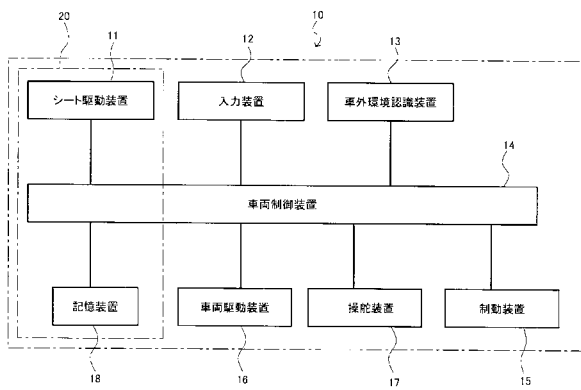 20
11
10
12
13
シート駆動装置
入力装置
車外環境認識装置
14
車両制御装置
記憶装置
車両駆動装置
操舵装置
制動装置
18
16
17
15